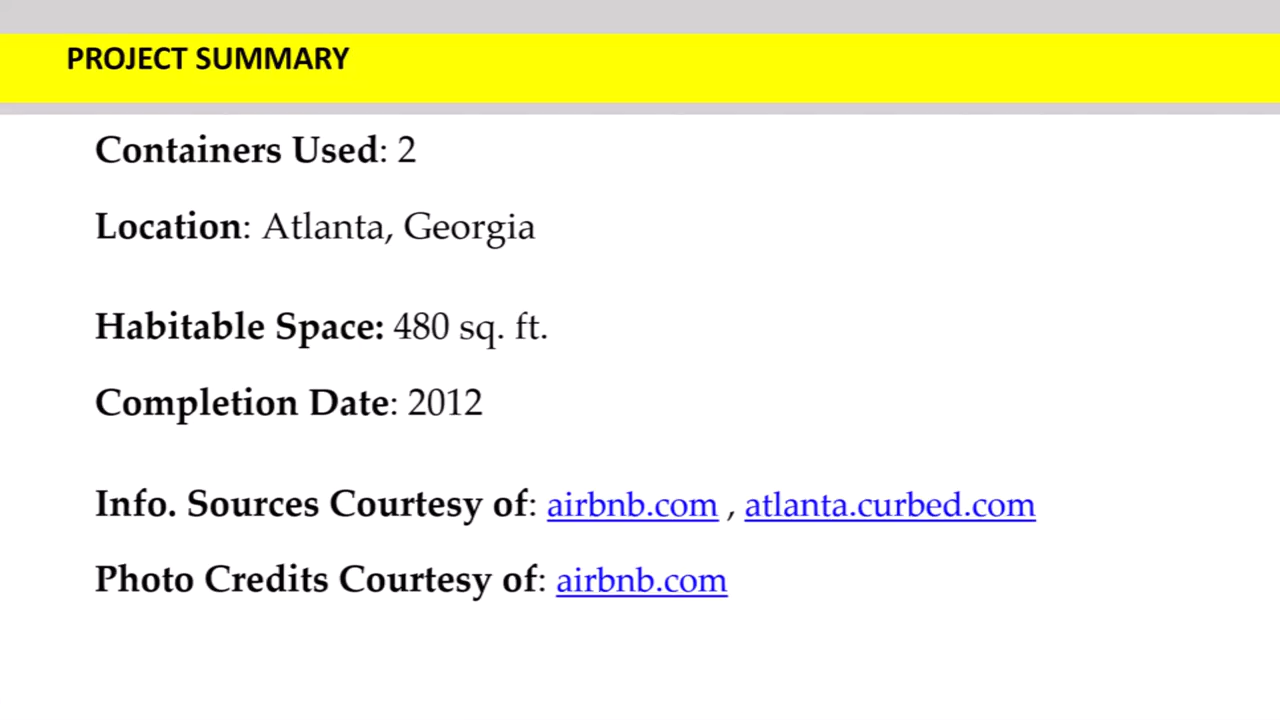 PROJECT SUMMARY
Containers Used: 2
Location: Atlanta, Georgia
Habitable Space: 480 sq. ft.
Completion Date: 2012
Info. Sources Courtesy of: airbnb.com , atlanta.curbed.com
Photo Credits Courtesy of: airbnb.com